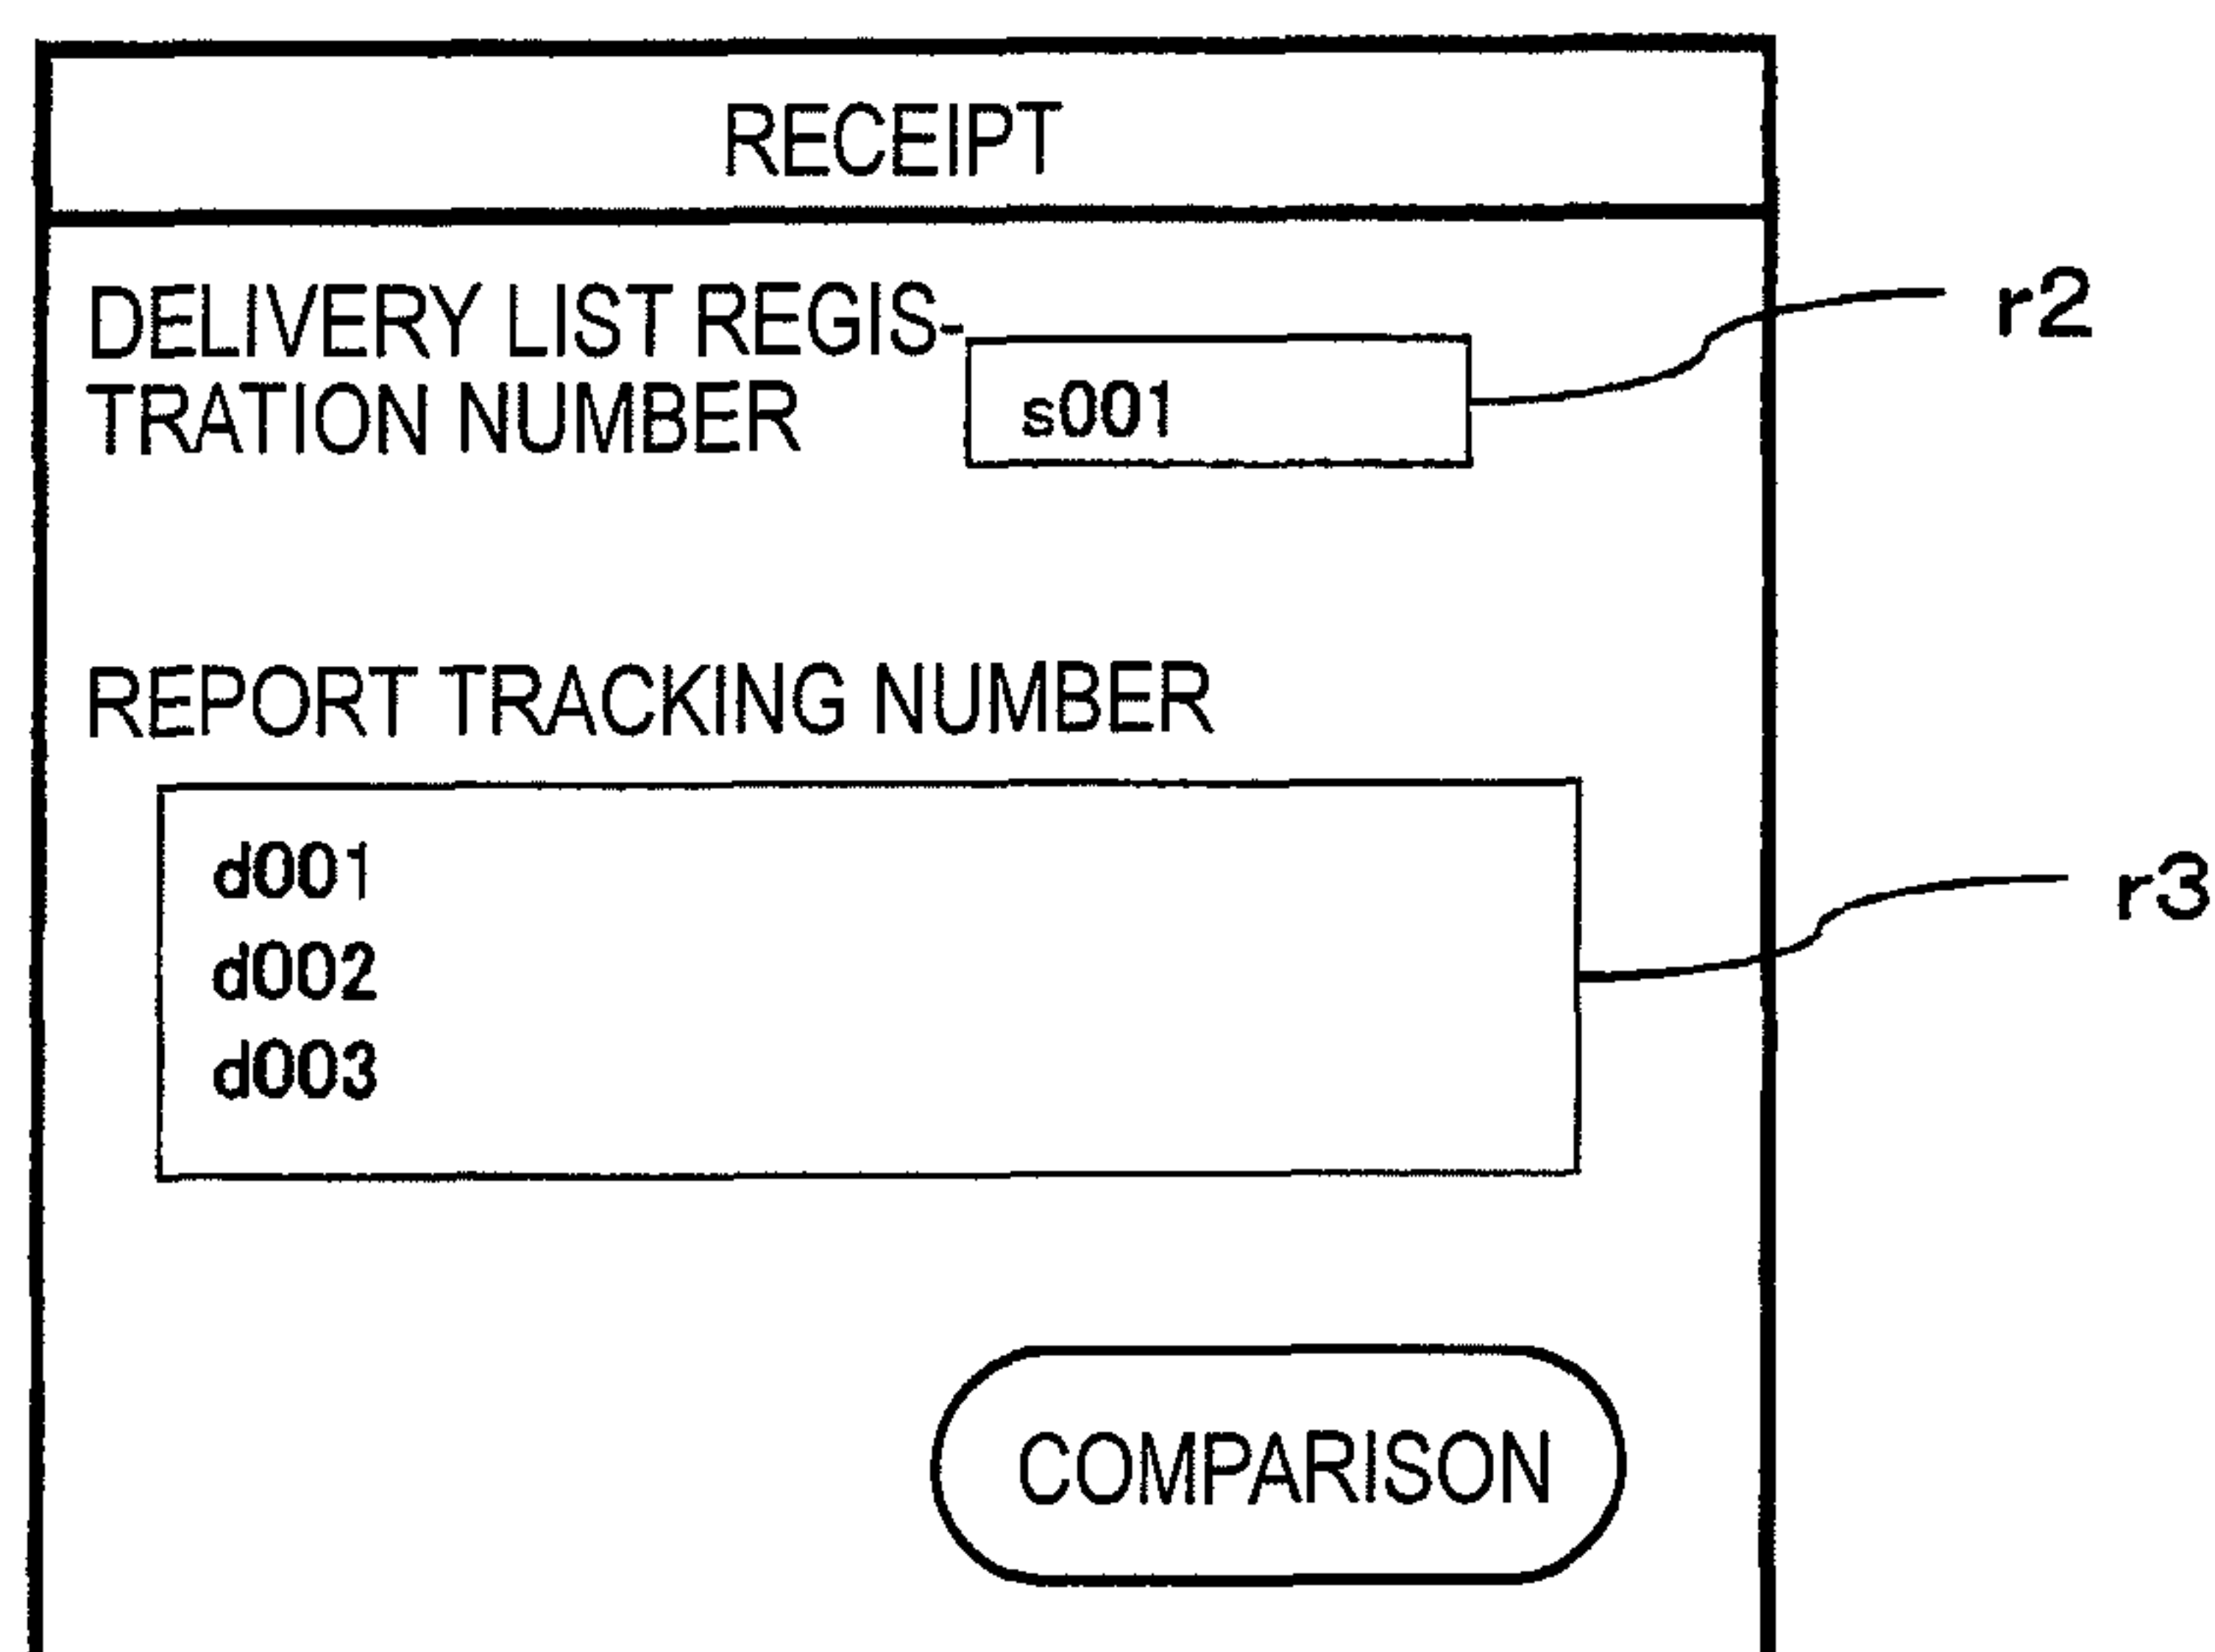 RECEIPT
DELIVERY LIST REGIS-
TRATION NUMBER
s001
r2
REPORT TRACKING NUMBER
d001
r3
d002
d003
COMPARISON